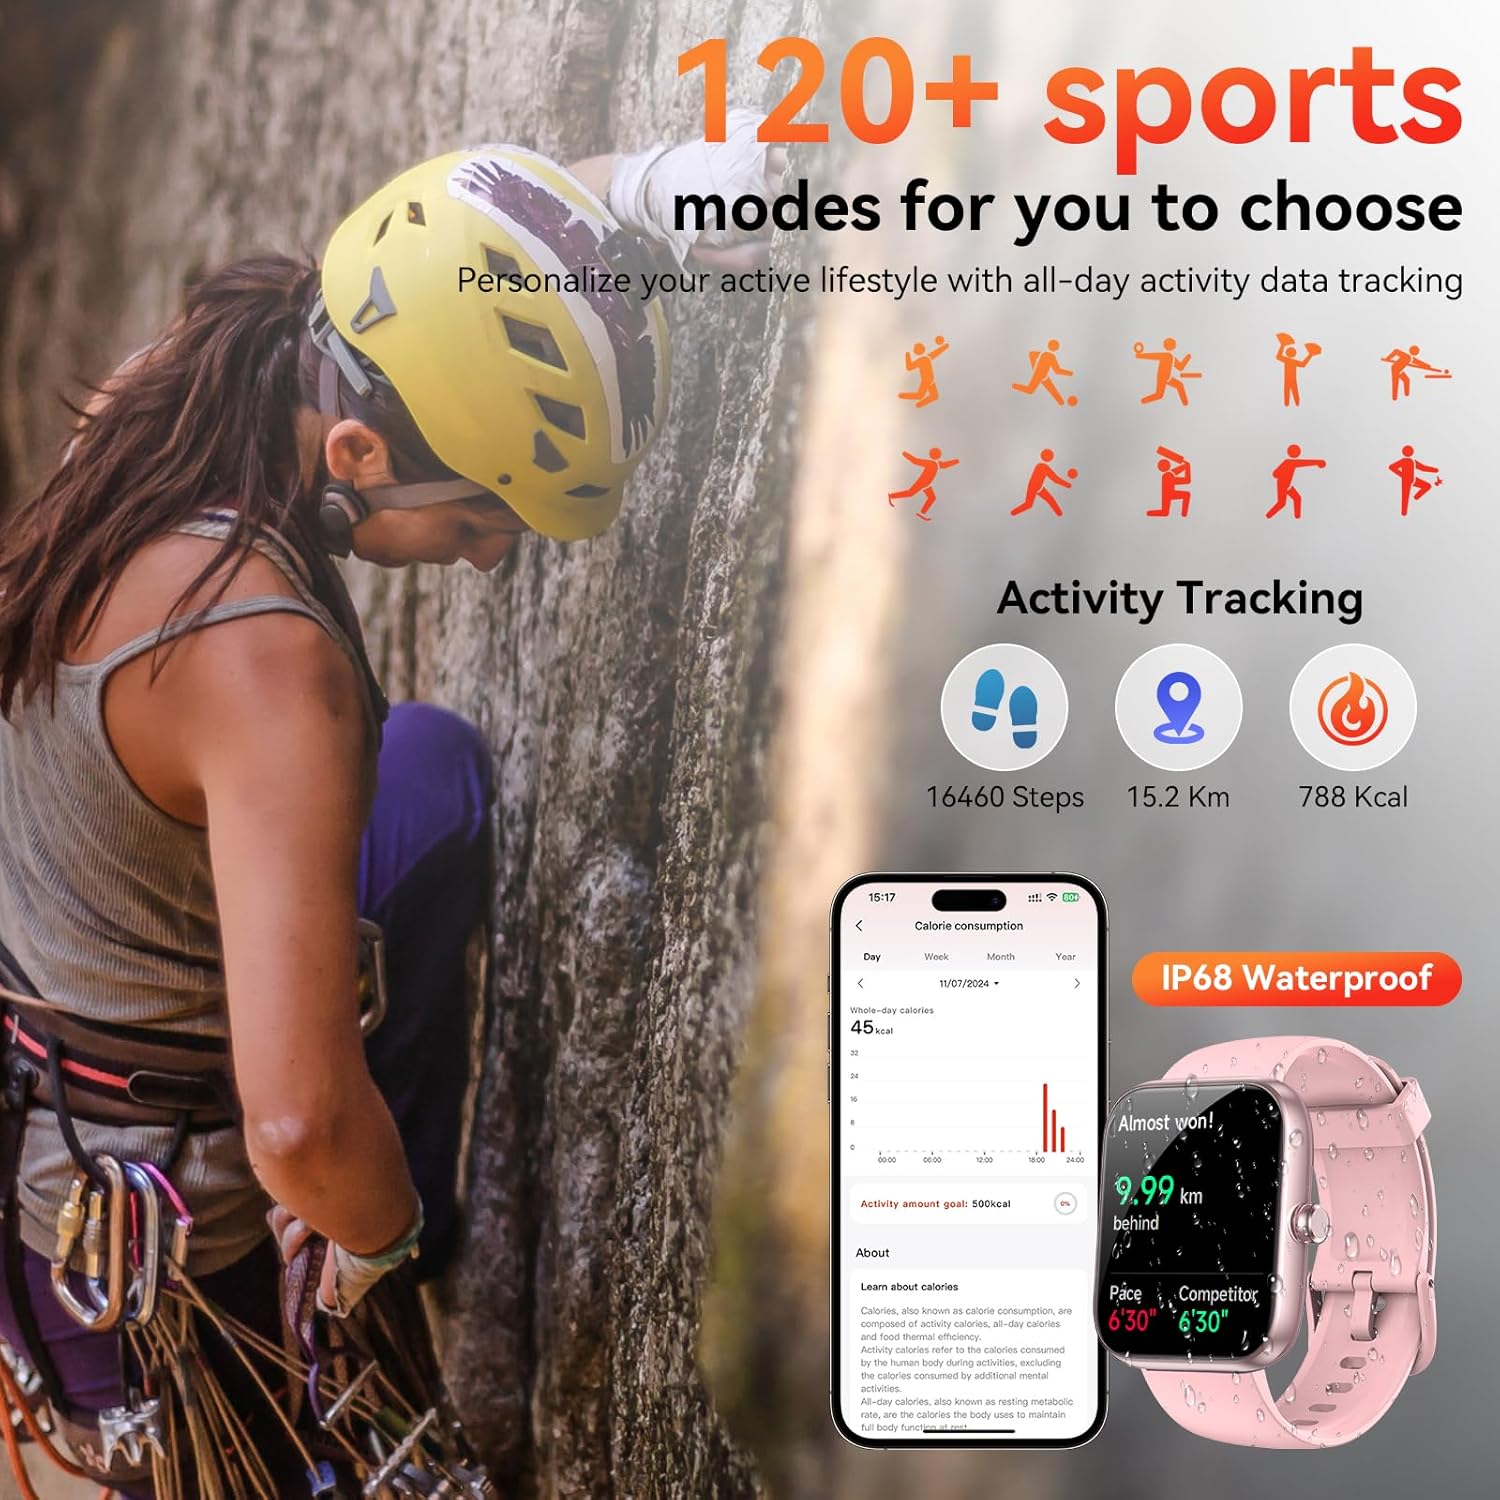 120+ sports
modes for you to choose
Personalize your active lifestyle with all-day activity data tracking
Activity Tracking
16460 Steps
15.2 Km
788 Kcal
15:17
80
Calorie consumption
Day Week Month Year
11/07/2024
Whole-day calories
45 kcal
32
24
16
8
0
00:00 06:00 12:00 18:00 24:00
Activity amount goal: 500kcal
0%
About
Learn about calories
Calories, also known as calorie consumption, are
composed of activity calories, all-day calories
and food thermal efficiency.
Activity calories refer to the calories consumed
by the human body during activities, excluding
the calories consumed by additional mental
activities.
All-day calories, also known as resting metabolic
rate, are the calories the body uses to maintain
full body function at rest
IP68 Waterproof
Almost won!
9.99 km
behind
Pace Competitor
6'30" 6'30"